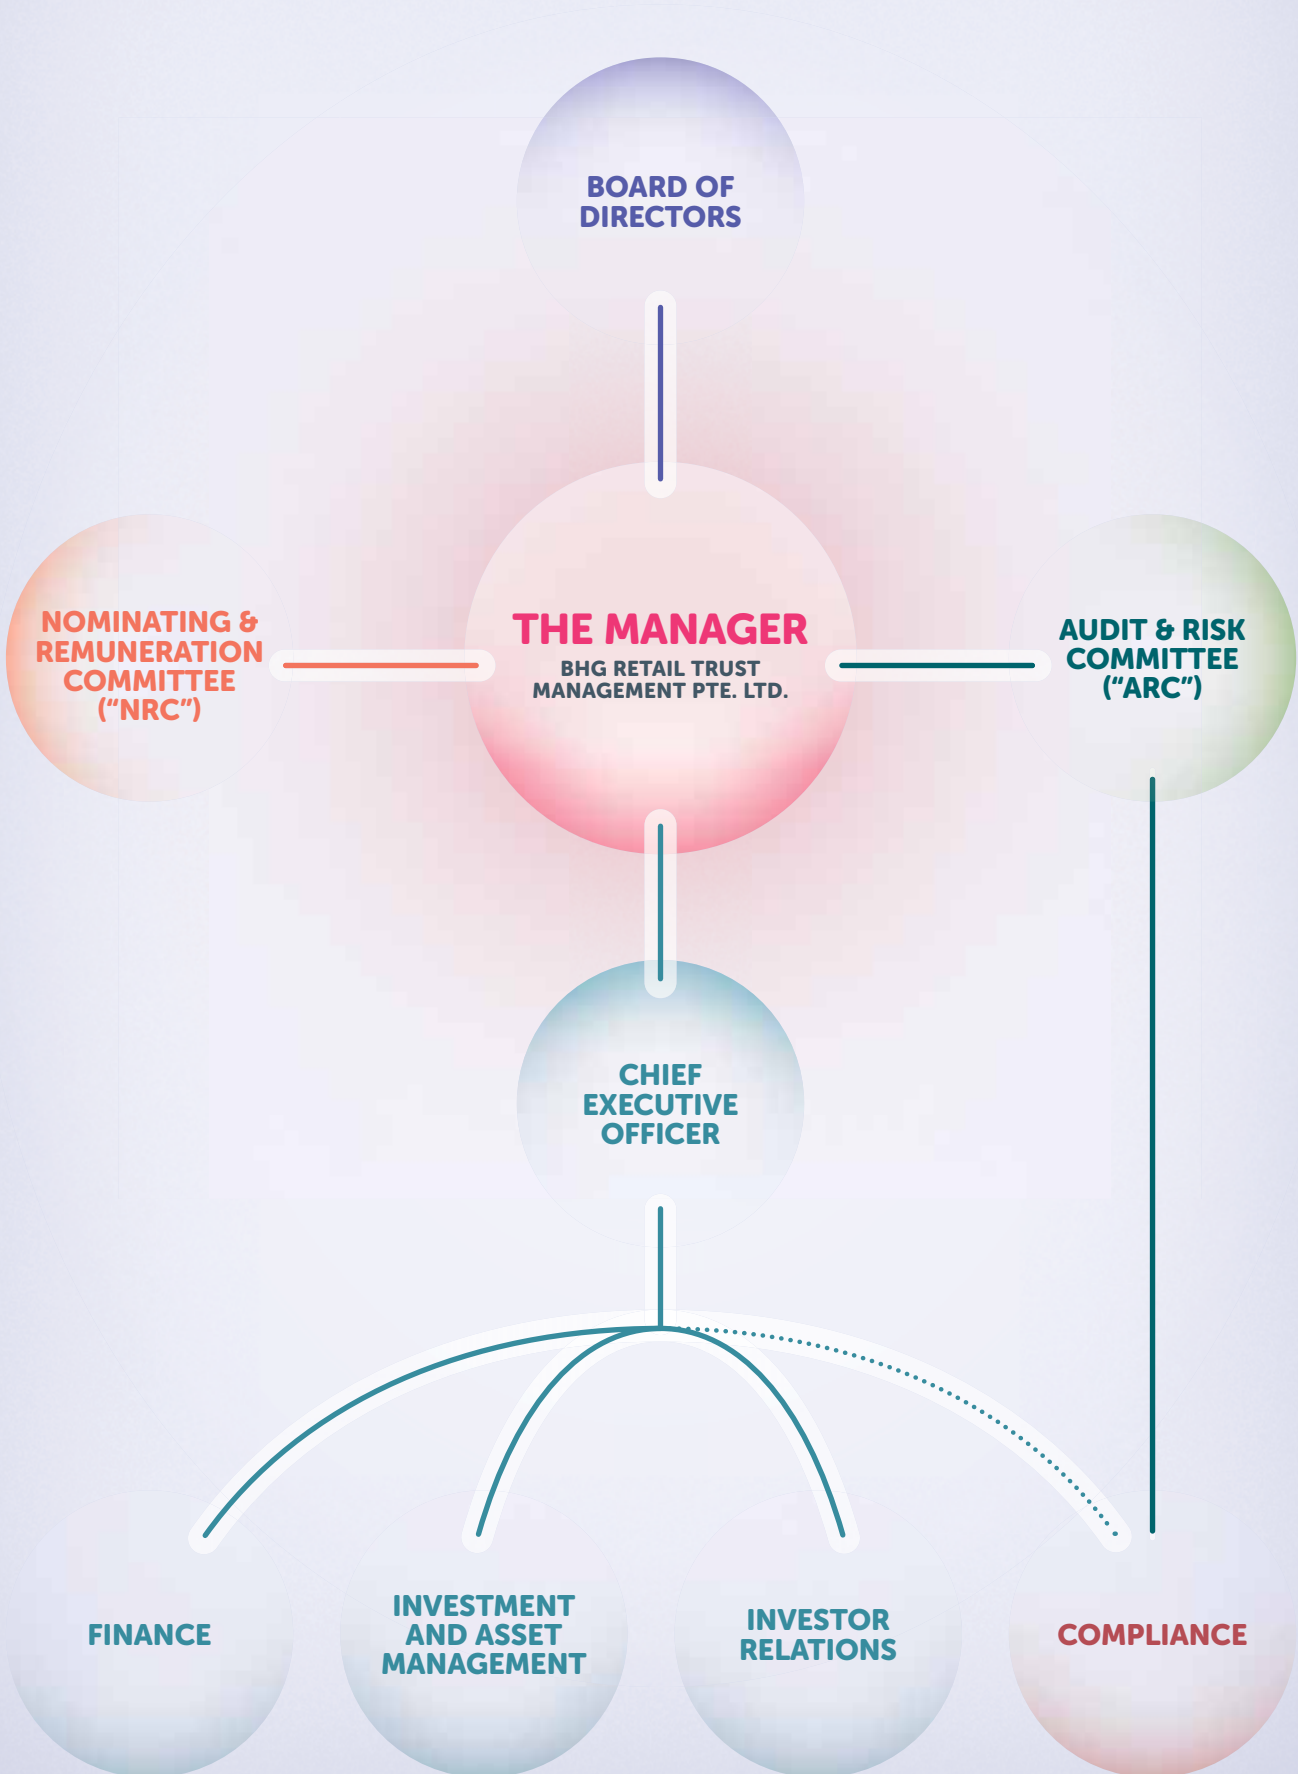 BOARD OF
DIRECTORS
NOMINATING &
REMUNERATION
COMMITTEE
(“NRC”)
THE MANAGER
BHG RETAIL TRUST
MANAGEMENT PTE. LTD.
AUDIT & RISK
COMMITTEE
(“ARC”)
CHIEF
EXECUTIVE
OFFICER
FINANCE
INVESTMENT
AND ASSET
MANAGEMENT
INVESTOR
RELATIONS
COMPLIANCE